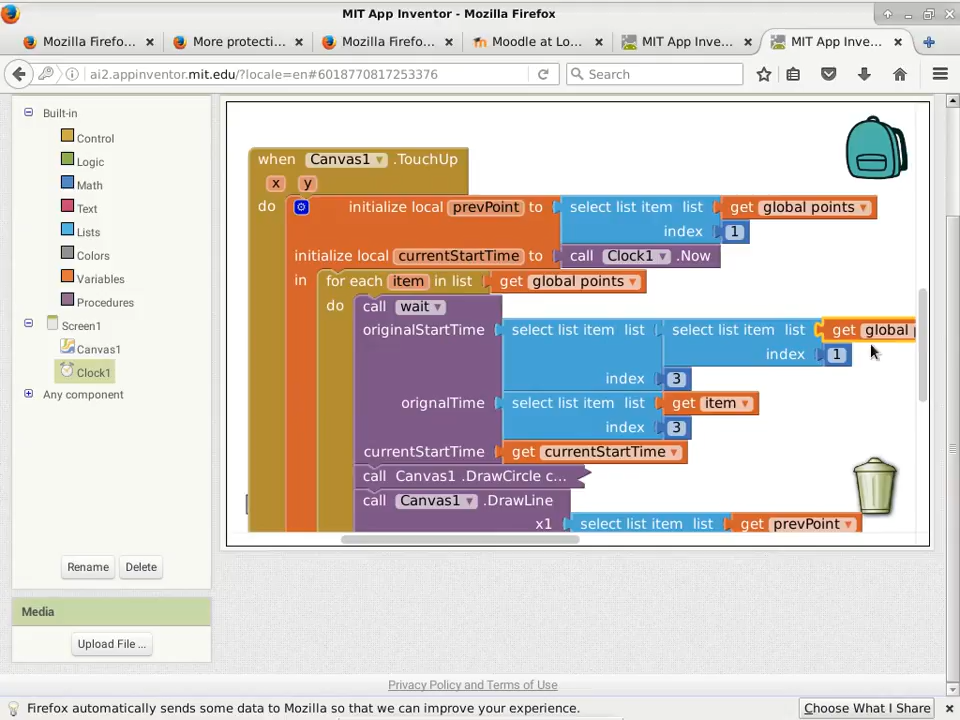 MIT App Inventor - Mozilla Firefox
Mozilla Firefo...
More protecti...
Mozilla Firefo...
Moodle at Lo...
MIT App Inve...
MIT App Inve...
ai2.appinventor.mit.edu/?locale=en#6018770817253376
Search
Built-in
Control
Logic
Math
Text
Lists
Colors
Variables
Procedures
Screen1
Canvas1
Clock1
Any component
Rename Delete
Media
Upload File ...
when Canvas1 .TouchUp
x y
do initialize local prevPoint to select list item list get global points
index 1
initialize local currentStartTime to call Clock1 .Now
in for each item in list get global points
do call wait
originalStartTime select list item list select list item list get global
index 1
index 3
orignalTime select list item list get item
index 3
currentStartTime get currentStartTime
call Canvas1 .DrawCircle c...
call Canvas1 .DrawLine
x1 select list item list get prevPoint
Privacy Policy and Terms of Use
Firefox automatically sends some data to Mozilla so that we can improve your experience.
Choose What I Share